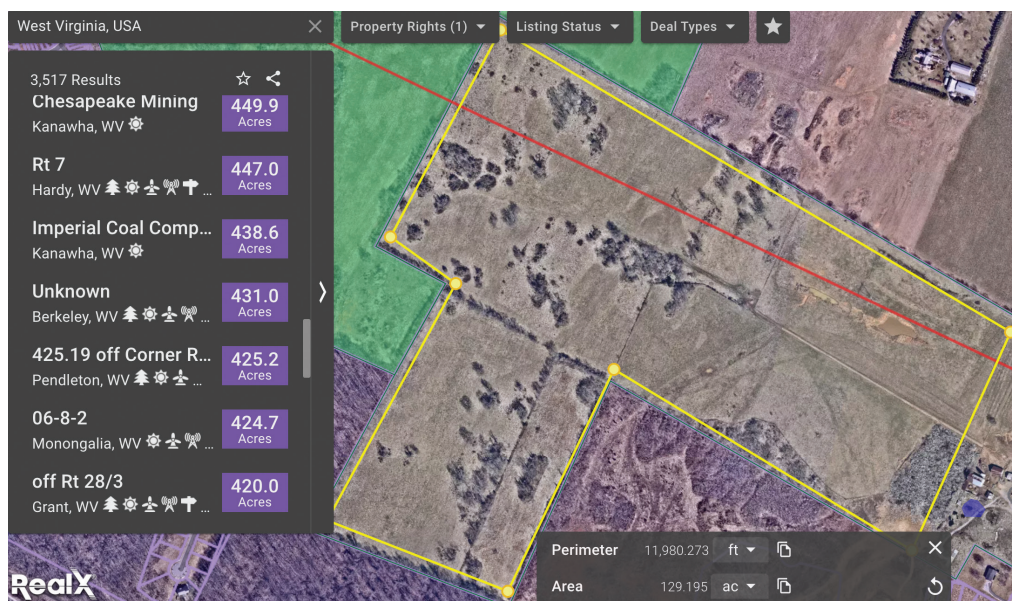 West Virginia, USA
Property Rights (1)
Listing Status
Deal Types
3,517 Results
Chesapeake Mining
Kanawha, WV
449.9
Acres
Rt 7
Hardy, WV
...
447.0
Acres
Imperial Coal Comp...
Kanawha, WV
438.6
Acres
Unknown
Berkeley, WV
...
431.0
Acres
425.19 off Corner R...
Pendleton, WV
...
425.2
Acres
06-8-2
Monongalia, WV
...
424.7
Acres
off Rt 28/3
Grant, WV
...
420.0
Acres
Perimeter 11,980.273 ft
Area 129.195 ac
RealX